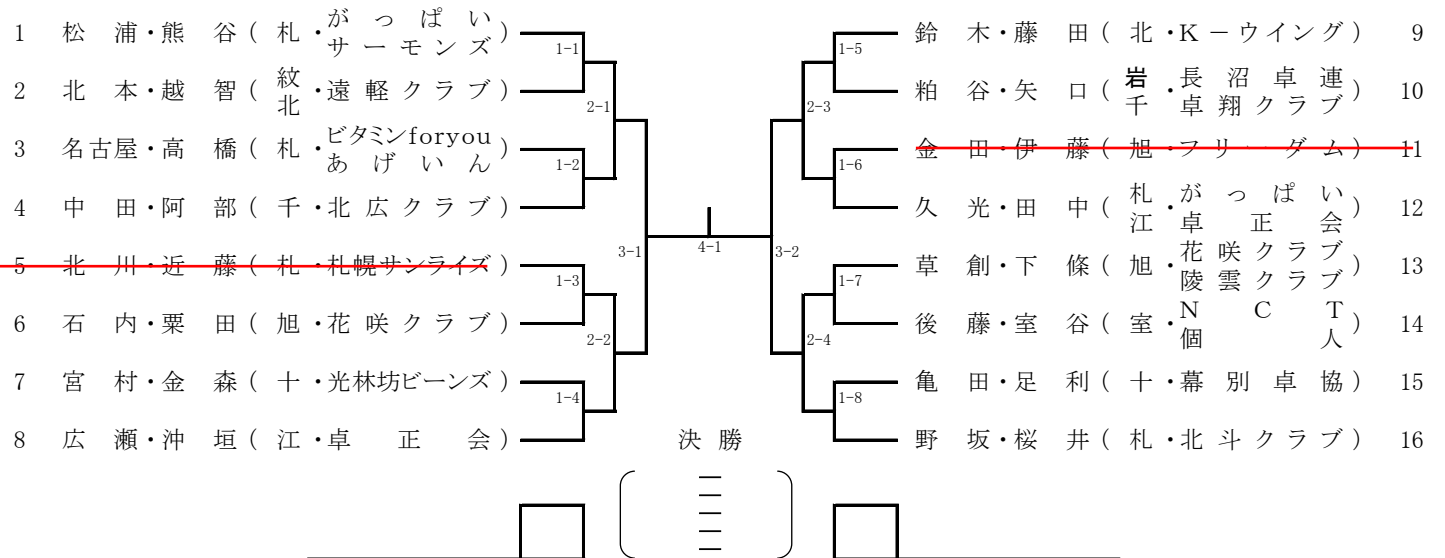 1 松浦・熊谷(札・がっぱいサーモンズ)
2 北本・越智(紋北・遠軽クラブ)
3 名古屋・高橋(札・ビタミンforyouあげいん)
4 中田・阿部(千・北広クラブ)
5 北川・近藤(札・札幌サンライズ)
6 石内・栗田(旭・花咲クラブ)
7 宮村・金森(十・光林坊ビーンズ)
8 広瀬・沖垣(江・卓正会)
1-1
1-2
1-3
1-4
2-1
2-2
3-1
4-1
3-2
2-3
2-4
1-5
1-6
1-7
1-8
鈴木・藤田(北・K-ウイング) 9
粕谷・矢口(岩千・長沼卓連卓翔クラブ) 10
金田・伊藤(旭・フリーダム) 11
久光・田中(札江・がっぱい卓正会) 12
草創・下條(旭・花咲クラブ陵雲クラブ) 13
後藤・室谷(室・NCT個人) 14
亀田・足利(十・幕別卓協) 15
野坂・桜井(札・北斗クラブ) 16
決勝